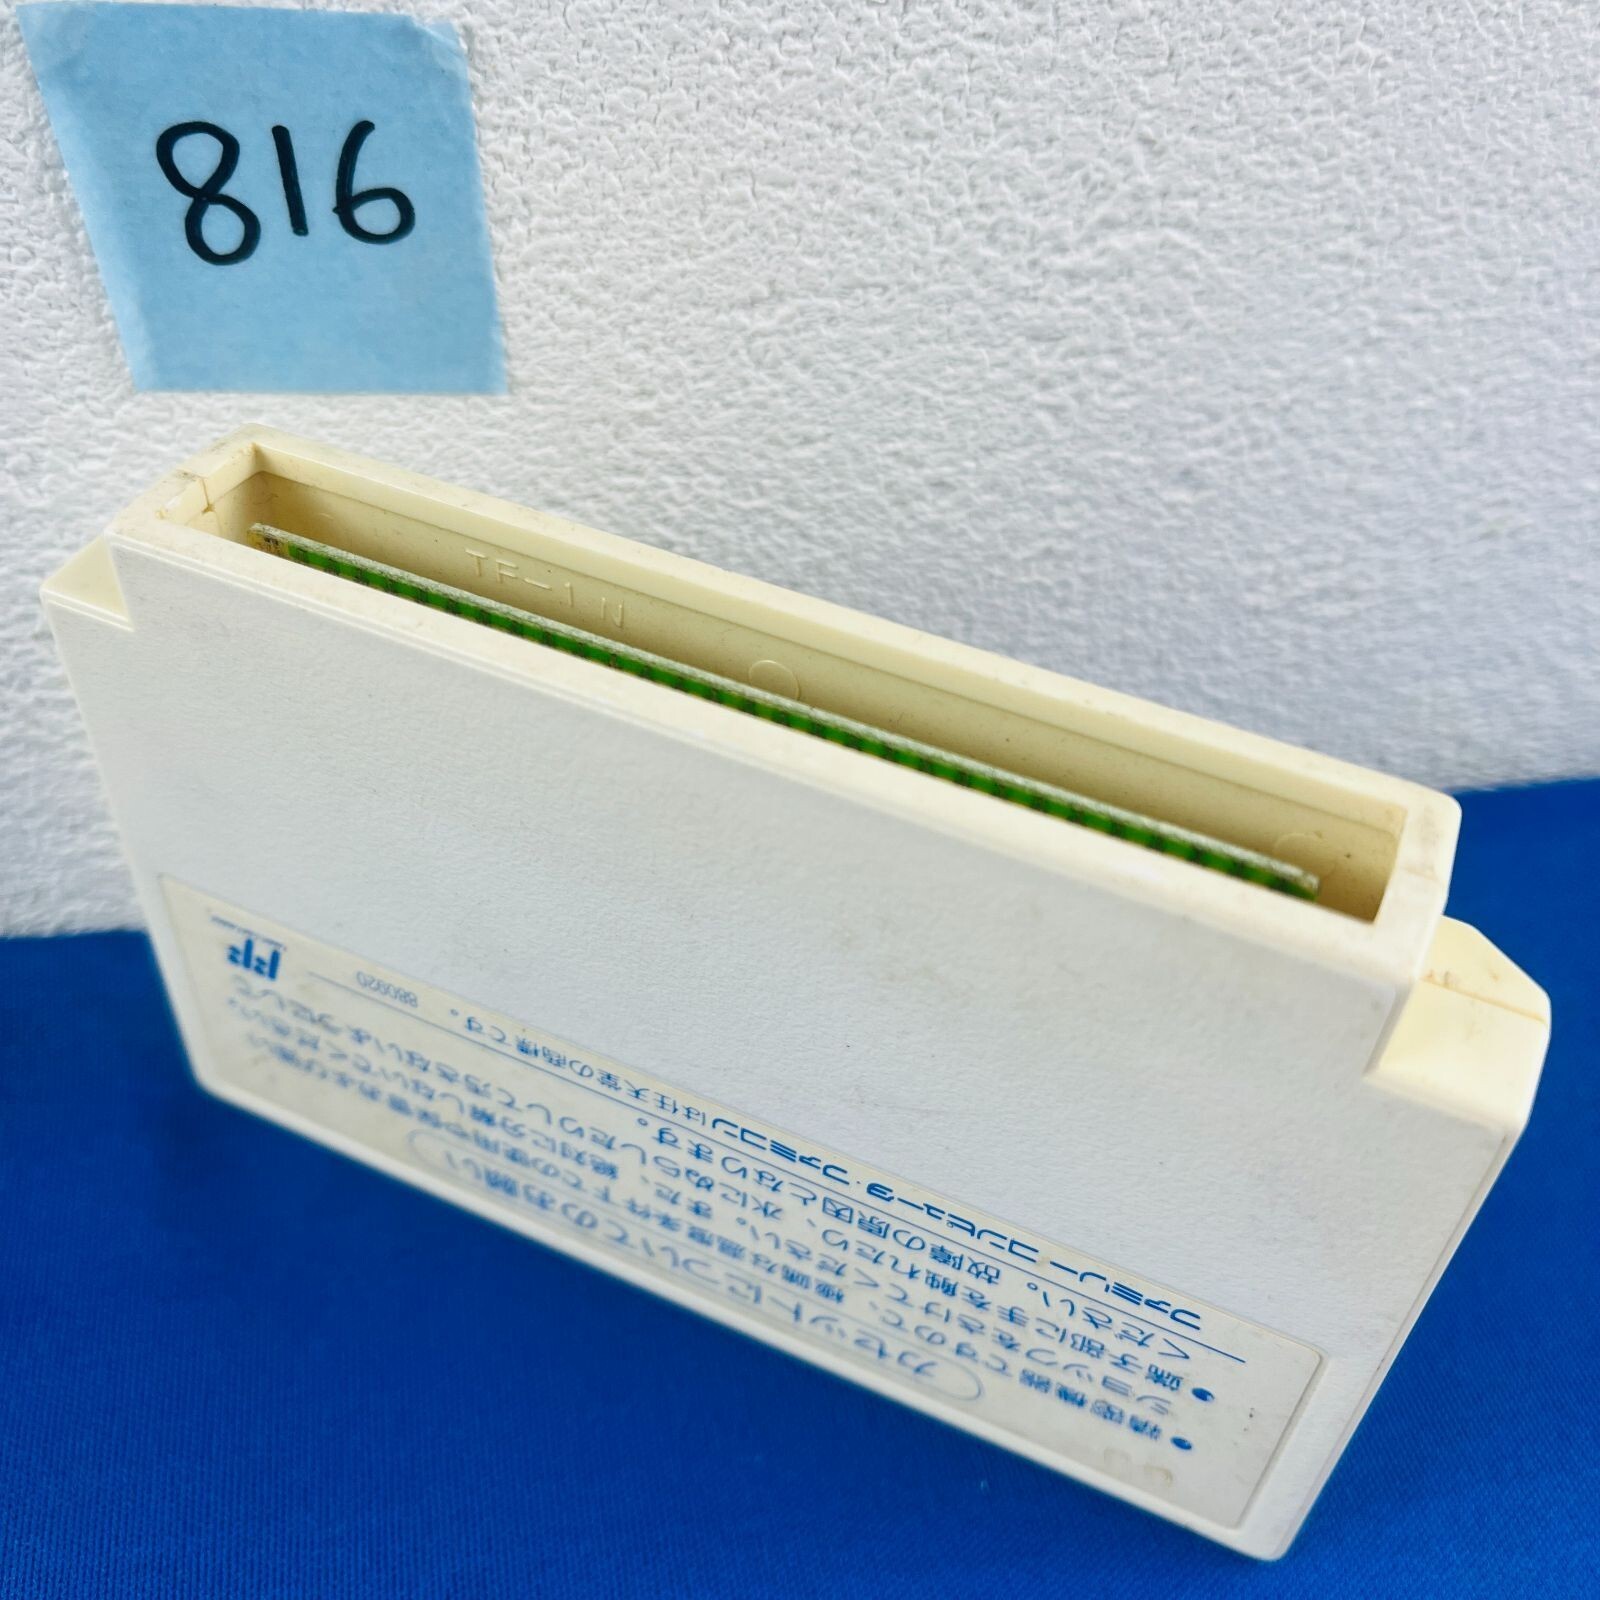 816
TF-1 N
カセットについてのお願い
●精密機器ですので、極端な温度条件下での使用や保管および強い
ショックをさけてください。また、絶対に分解しないでください。
●端子部に手を触れたり、水にぬらしたりして汚さないようにして
ください。故障の原因となります。
ファミリーコンピュータ・ファミコンは任天堂の商標です。